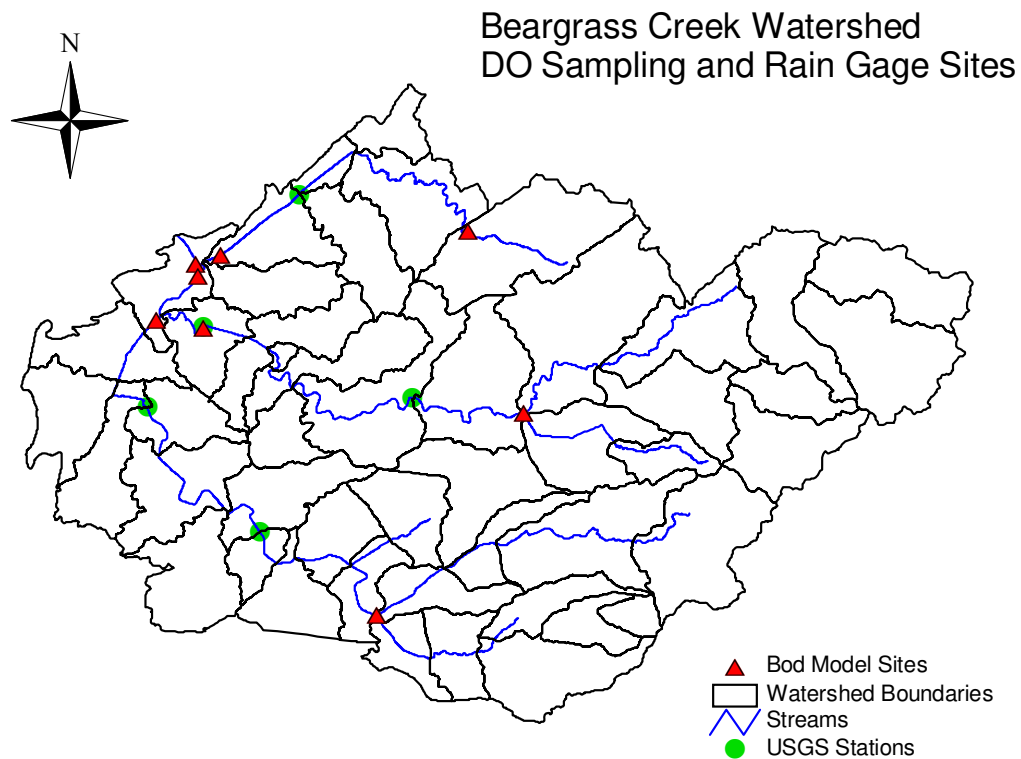 Beargrass Creek Watershed
DO Sampling and Rain Gage Sites
N
Bod Model Sites
Watershed Boundaries
Streams
USGS Stations